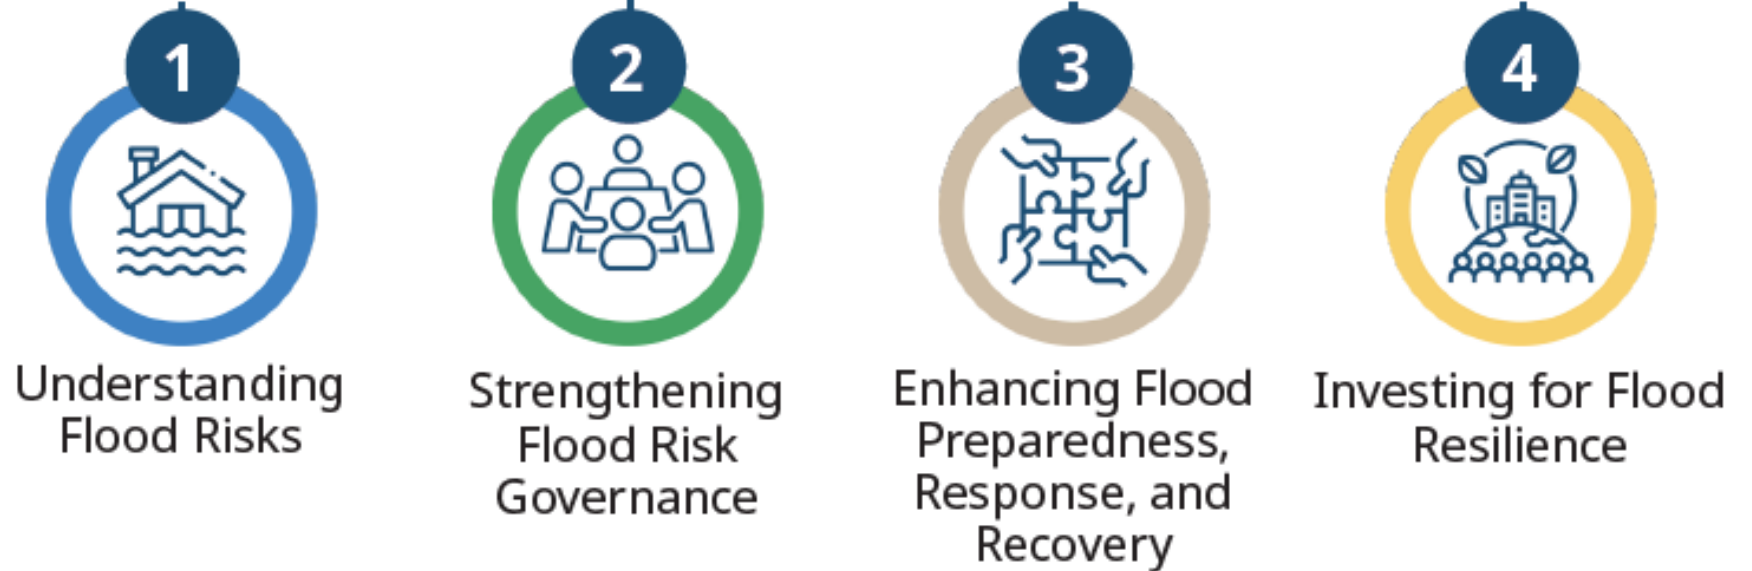 1
Understanding
Flood Risks
2
Strengthening
Flood Risk
Governance
3
Enhancing Flood
Preparedness,
Response, and
Recovery
4
Investing for Flood
Resilience